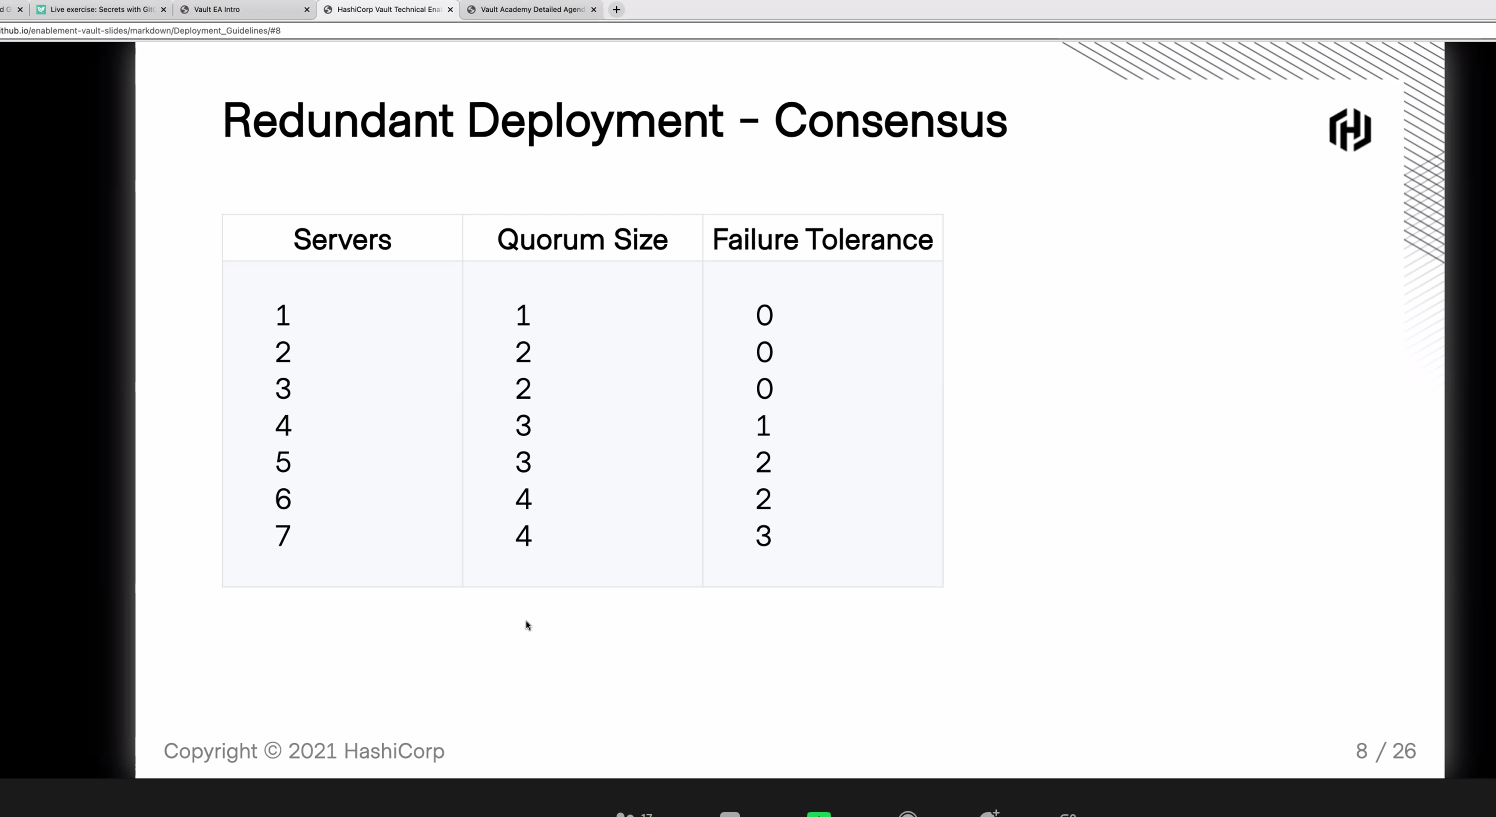 Live exercise: Secrets with Git
Vault EA Intro
HashiCorp Vault Technical Ena
Vault Academy Detailed Agend
thub.io/enablement-vault-slides/markdown/Deployment_Guidelines/#8
Redundant Deployment - Consensus
Servers Quorum Size Failure Tolerance
1 1 0
2 2 0
3 2 0
4 3 1
5 3 2
6 4 2
7 4 3
Copyright © 2021 HashiCorp
8 / 26
17